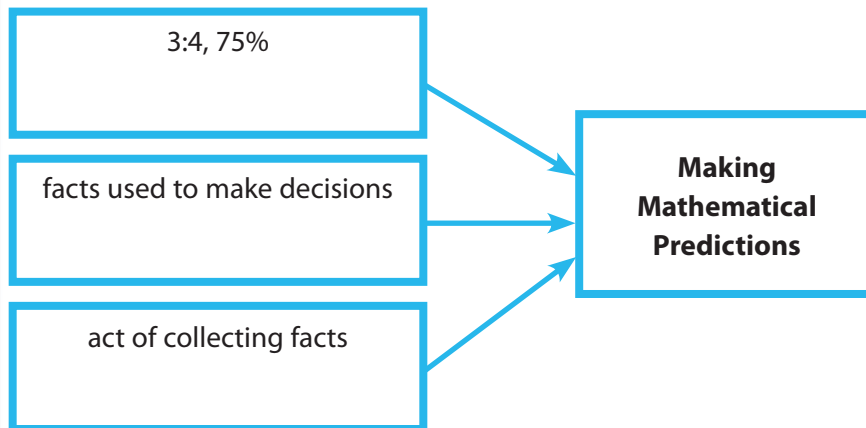 3:4, 75%
facts used to make decisions
act of collecting facts
Making
Mathematical
Predictions